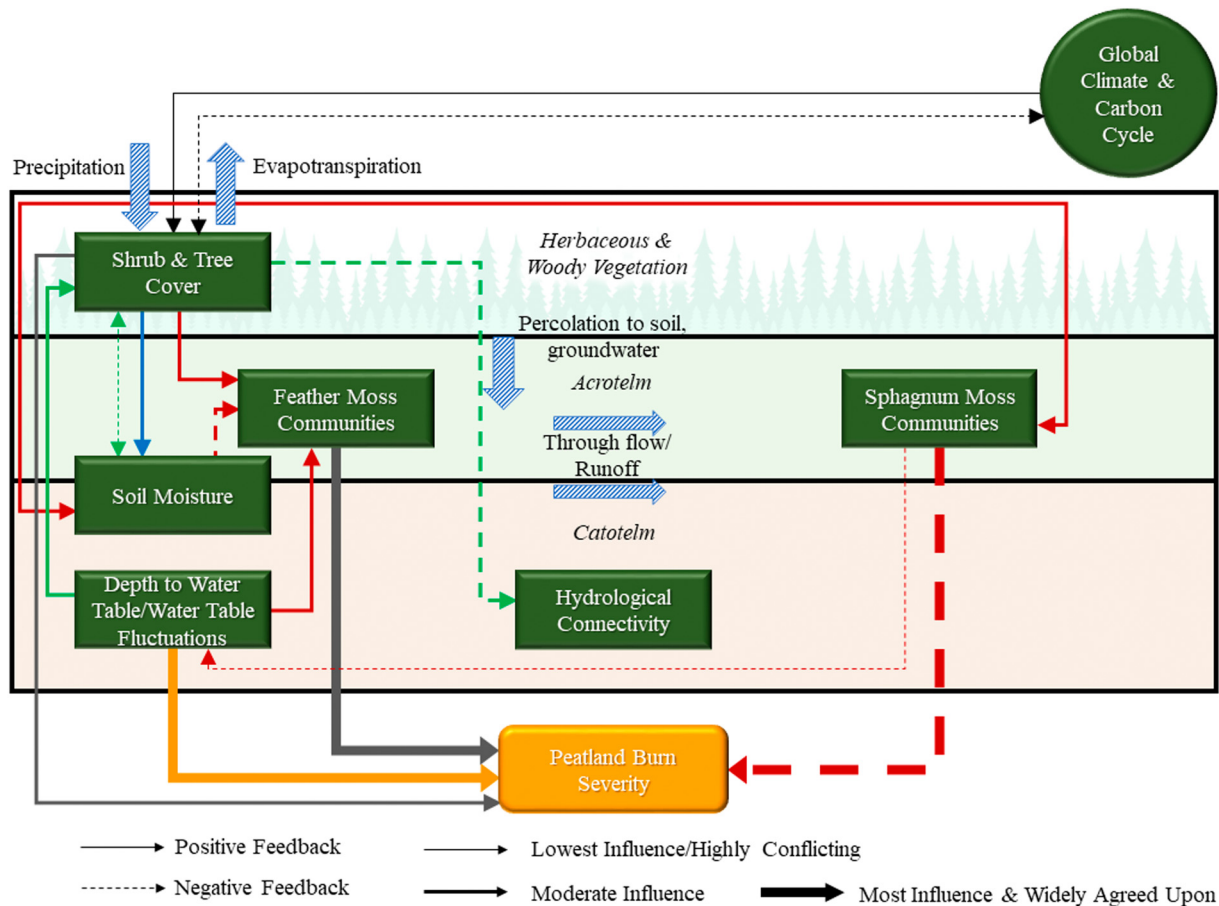 Global
Climate &
Carbon
Cycle
Precipitation
Evapotranspiration
Shrub & Tree
Cover
Herbaceous &
Woody Vegetation
Percolation to soil,
groundwater
Acrotelm
Feather Moss
Communities
Sphagnum Moss
Communities
Through flow/
Runoff
Soil Moisture
Catotelm
Depth to Water
Table/Water Table
Fluctuations
Hydrological
Connectivity
Peatland Burn
Severity
Positive Feedback
Lowest Influence/Highly Conflicting
Negative Feedback
Moderate Influence
Most Influence & Widely Agreed Upon